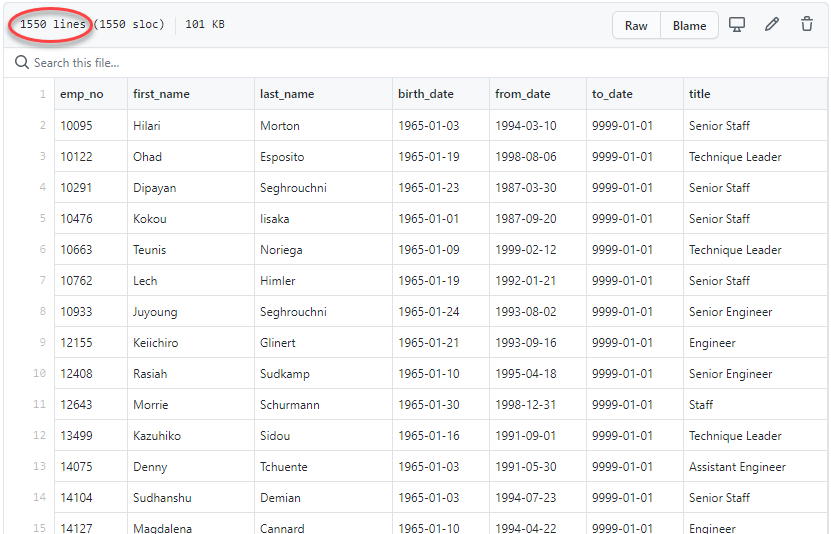 1550 lines (1550 sloc) 101 KB Raw Blame
Search this file...
1 emp_no first_name last_name birth_date from_date to_date title
2 10095 Hilari Morton 1965-01-03 1994-03-10 9999-01-01 Senior Staff
3 10122 Ohad Esposito 1965-01-19 1998-08-06 9999-01-01 Technique Leader
4 10291 Dipayan Seghrouchni 1965-01-23 1987-03-30 9999-01-01 Senior Staff
5 10476 Kokou Iisaka 1965-01-01 1987-09-20 9999-01-01 Senior Staff
6 10663 Teunis Noriega 1965-01-09 1999-02-12 9999-01-01 Technique Leader
7 10762 Lech Himler 1965-01-19 1992-01-21 9999-01-01 Senior Staff
8 10933 Juyoung Seghrouchni 1965-01-24 1993-08-02 9999-01-01 Senior Engineer
9 12155 Keiichiro Glinert 1965-01-21 1993-09-16 9999-01-01 Engineer
10 12408 Rasiah Sudkamp 1965-01-10 1995-04-18 9999-01-01 Senior Engineer
11 12643 Morrie Schurmann 1965-01-30 1998-12-31 9999-01-01 Staff
12 13499 Kazuhiko Sidou 1965-01-16 1991-09-01 9999-01-01 Technique Leader
13 14075 Denny Tchuente 1965-01-03 1991-05-30 9999-01-01 Assistant Engineer
14 14104 Sudhanshu Demian 1965-01-03 1994-07-23 9999-01-01 Senior Staff
15 14127 Magdalena Cannard 1965-01-10 1994-04-22 9999-01-01 Engineer